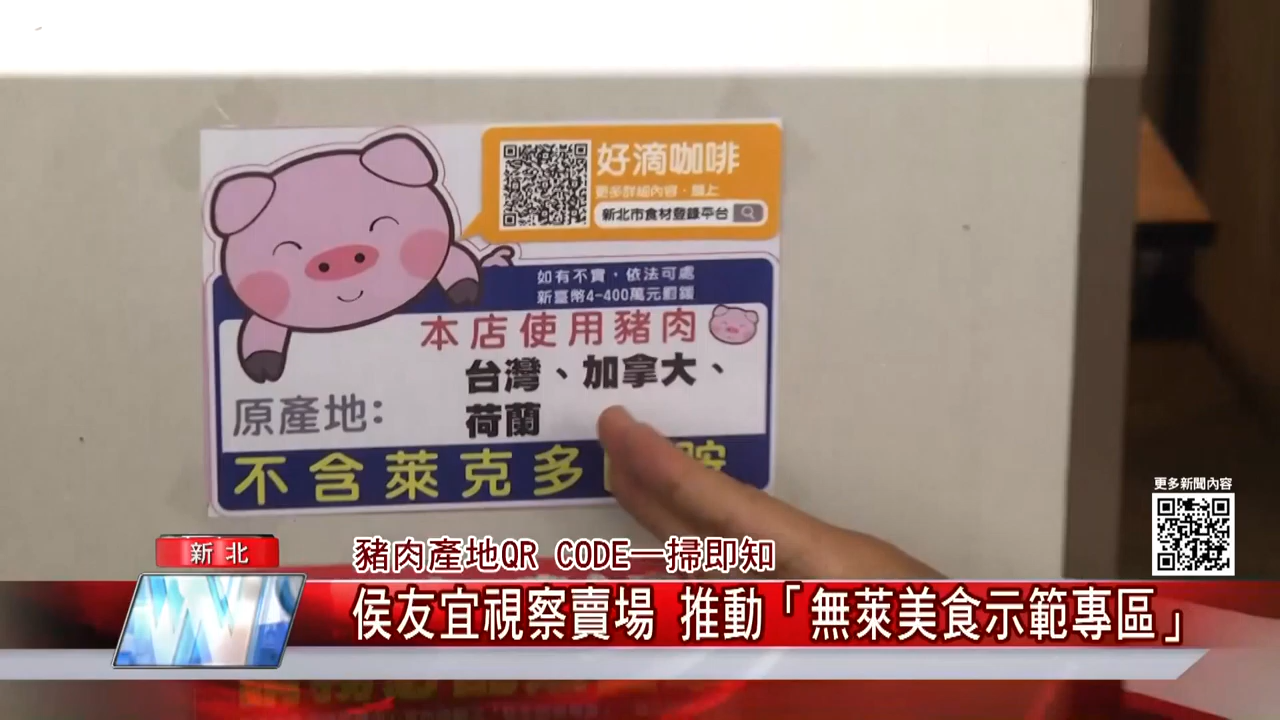 好滴咖啡
更多詳細內容，請上
新北市食材登錄平台
如有不實，依法可處
新臺幣4-400萬元罰鍰
本店使用豬肉
台灣、加拿大、
原產地：
荷蘭
不含萊克多
更多新聞內容
新北
豬肉產地QR CODE一掃即知
侯友宜視察賣場 推動「無萊美食示範專區」